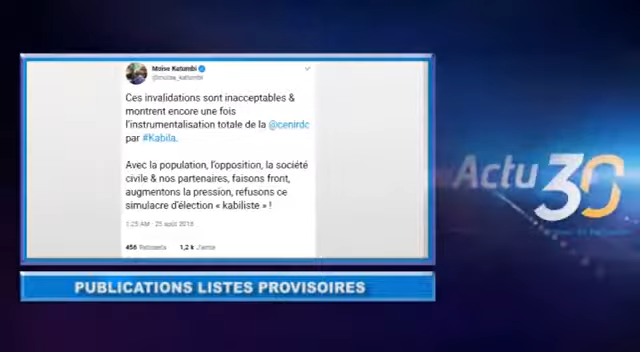 Moïse Katumbi
@moise_katumbi
Ces invalidations sont inacceptables &
montrent encore une fois
l'instrumentalisation totale de la @cenirdc
par #Kabila.
Avec la population, l'opposition, la société
civile & nos partenaires, faisons front,
augmentons la pression, refusons ce
simulacre d'élection « kabiliste » !
1:25 AM - 25 août 2018
456 Retweets 1,2 k J'aime
Actu30
PUBLICATIONS LISTES PROVISOIRES